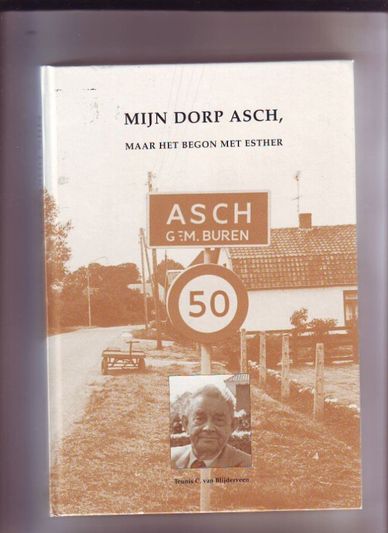 MIJN DORP ASCH,
MAAR HET BEGON MET ESTHER
ASCH
GEM. BUREN
50
Teunis C. van Blijderveen